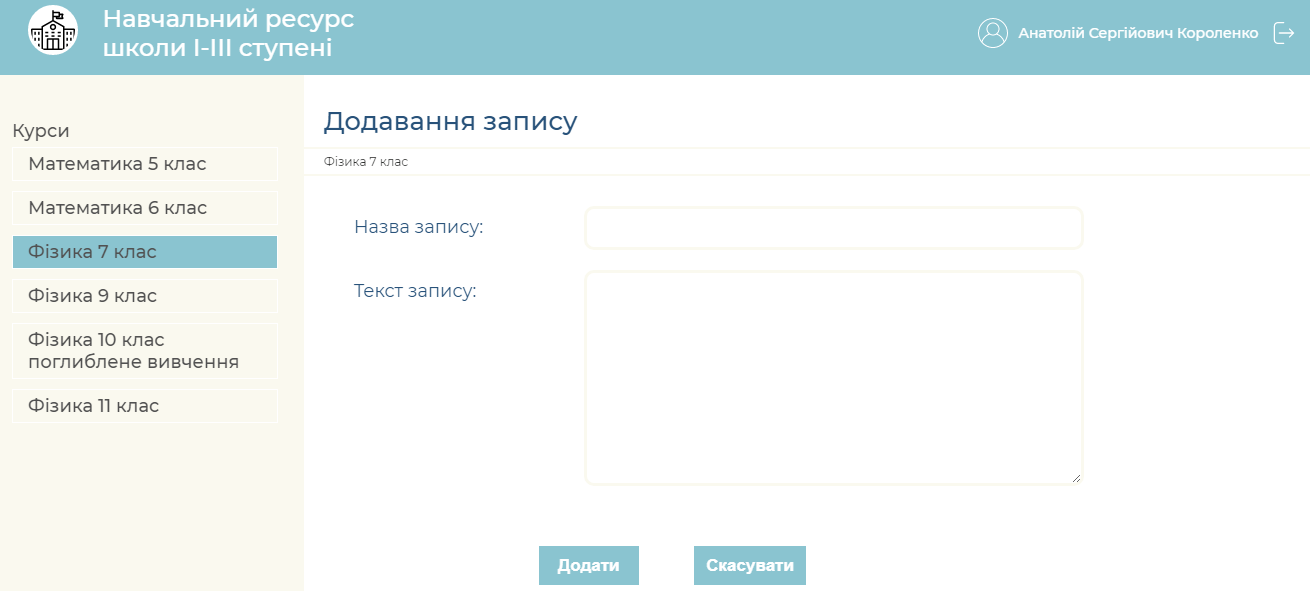 Навчальний ресурс
школи І-ІІІ ступені
Анатолій Сергійович Короленко
Курси
Математика 5 клас
Математика 6 клас
Фізика 7 клас
Фізика 9 клас
Фізика 10 клас
поглиблене вивчення
Фізика 11 клас
Додавання запису
Фізика 7 клас
Назва запису:
Текст запису:
Додати
Скасувати